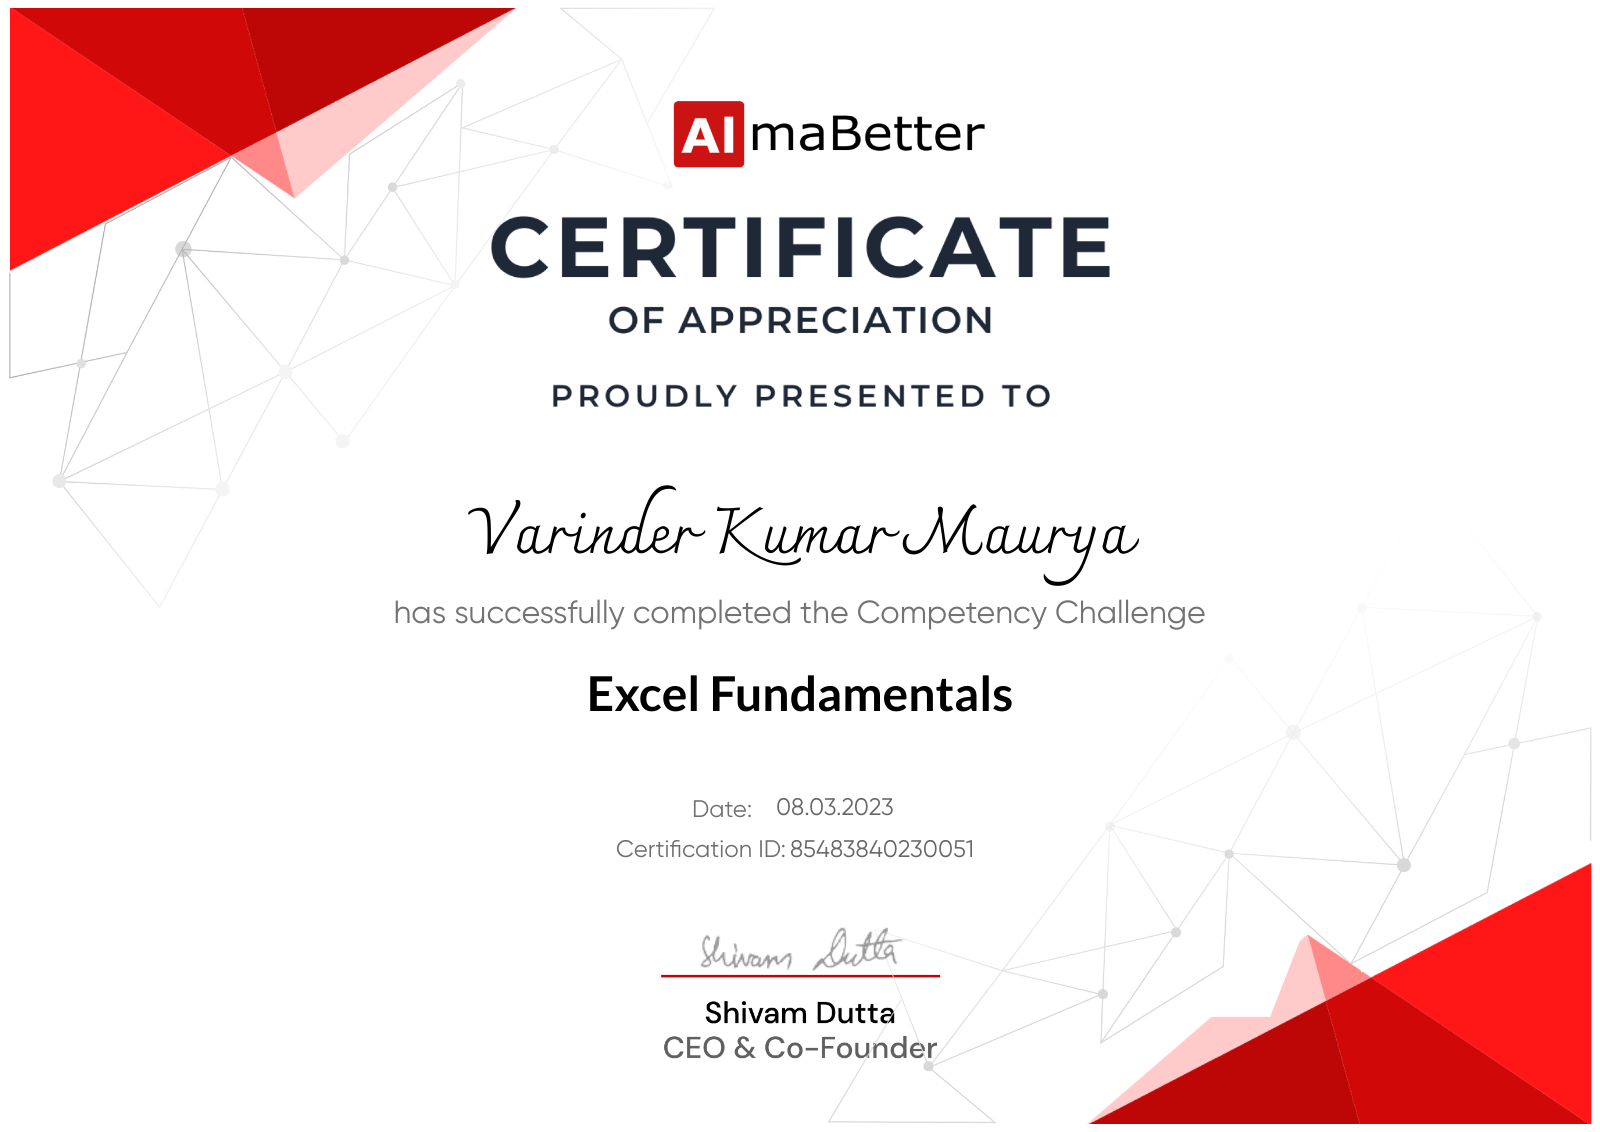 AlmaBetter
CERTIFICATE
OF APPRECIATION
PROUDLY PRESENTED TO
Varinder Kumar Maurya
has successfully completed the Competency Challenge
Excel Fundamentals
Date: 08.03.2023
Certification ID: 85483840230051
Shivam Dutta
Shivam Dutta
CEO & Co-Founder